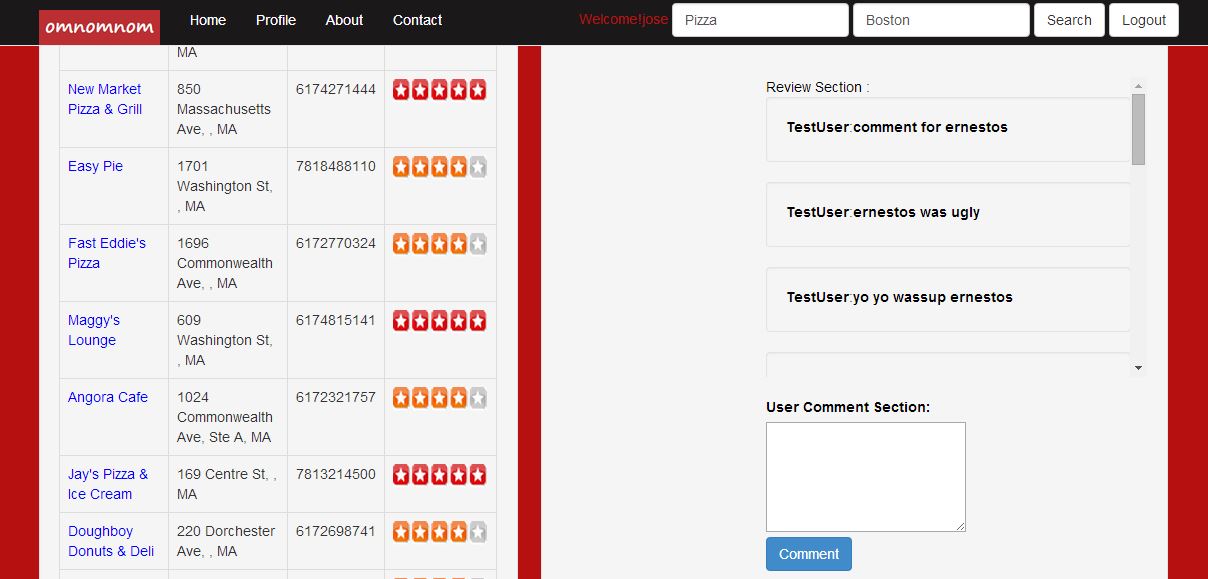 omnomnom Home Profile About Contact Welcome!jose Pizza Boston Search Logout
MA
New Market
Pizza & Grill
850
Massachusetts
Ave, , MA
6174271444
Easy Pie
1701
Washington St,
, MA
7818488110
Fast Eddie's
Pizza
1696
Commonwealth
Ave, , MA
6172770324
Maggy's
Lounge
609
Washington St,
, MA
6174815141
Angora Cafe
1024
Commonwealth
Ave, Ste A, MA
6172321757
Jay's Pizza &
Ice Cream
169 Centre St, ,
MA
7813214500
Doughboy
Donuts & Deli
220 Dorchester
Ave, , MA
6172698741
Review Section :
TestUser:comment for ernestos
TestUser:ernestos was ugly
TestUser:yo yo wassup ernestos
User Comment Section:
Comment